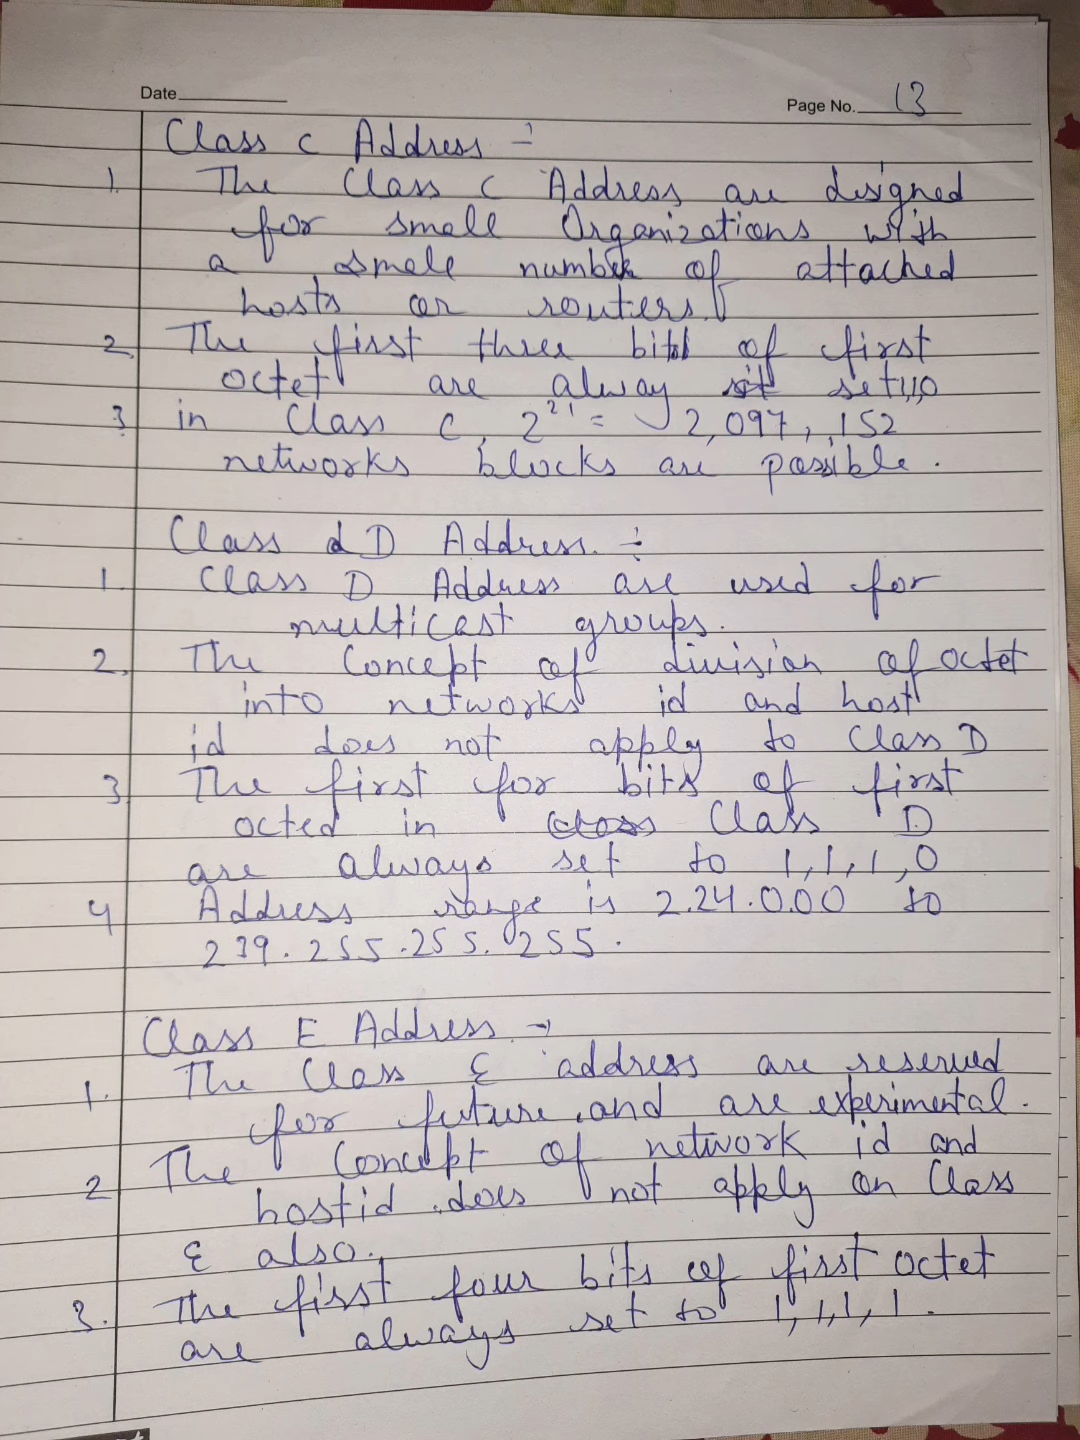 Date
Page No. 13
Class C Address :-
1. The Class C Address are designed
for small Organizations with
a small number of attached
hosts or routers.
2. The first three bits of first
octet are alway set 1,1,0
3. in Class C, 2²¹ = 2,097,152
networks blocks are possible.
Class D Address. :-
1. Class D Address are used for
multicast groups.
2. The Concept of division of octet
into networks id and host
id does not apply to Class D
3. The first for bits of first
octed in Class D
are always set to 1,1,1,0
4 Address range is 2.24.0.00 to
239.255.255.255.
Class E Address →
1. The Class E address are reserved
for future and are experimental.
2 The Concept of network id and
hostid does not apply on Class
E also.
3. The first four bits of first octet
are always set to 1,1,1,1.